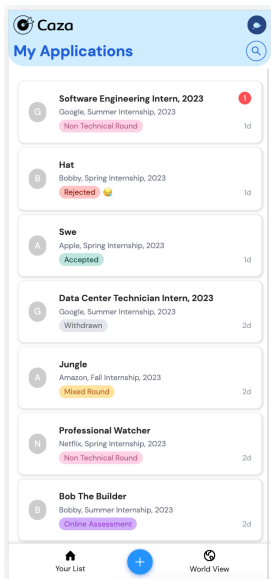 Caza
My Applications
G
Software Engineering Intern, 2023
1
Google, Summer Internship, 2023
Non Technical Round
1d
B
Hat
Bobby, Spring Internship, 2023
Rejected 😪
1d
A
Swe
Apple, Spring Internship, 2023
Accepted
1d
G
Data Center Technician Intern, 2023
Google, Summer Internship, 2023
Withdrawn
2d
A
Jungle
Amazon, Fall Internship, 2023
Mixed Round
2d
N
Professional Watcher
Netflix, Spring Internship, 2023
Non Technical Round
2d
B
Bob The Builder
Bobby, Summer Internship, 2023
Online Assessment
2d
Your List
+
World View